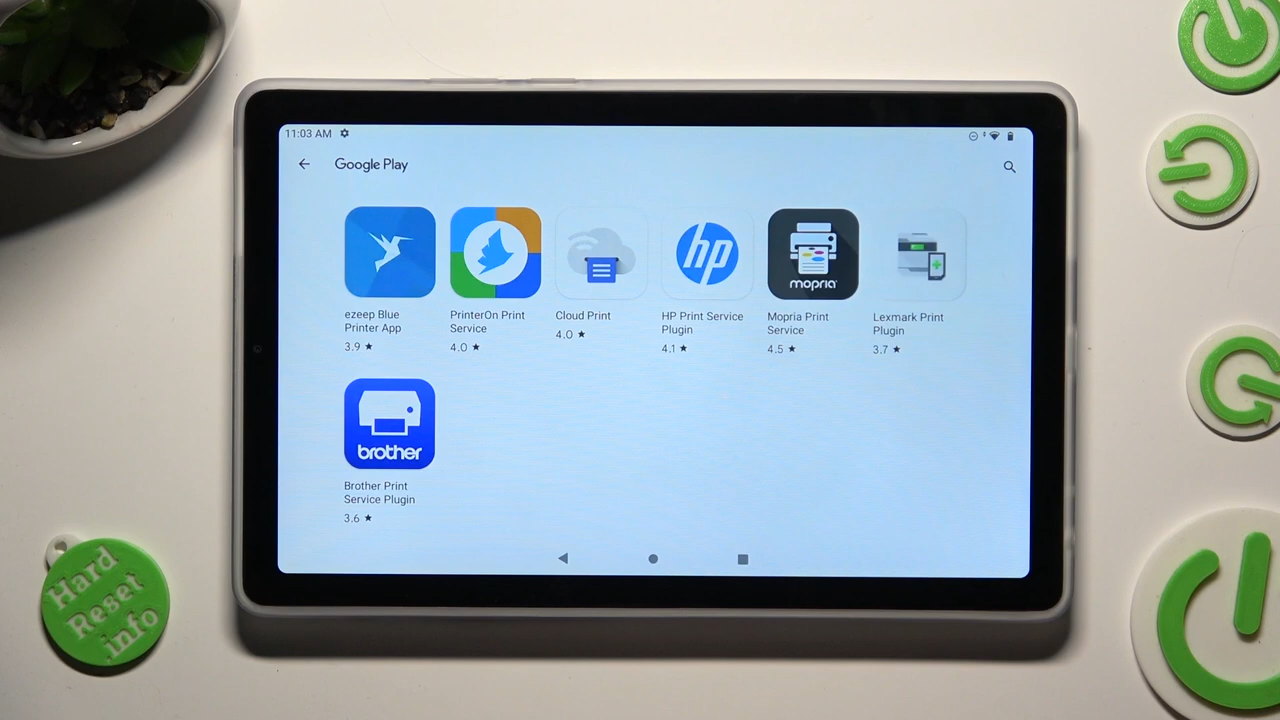 11:03 AM
Google Play
hp
mopria
ezeep Blue
Printer App
3.9 ★
PrinterOn Print
Service
4.0 ★
Cloud Print
4.0 ★
HP Print Service
Plugin
4.1 ★
Mopria Print
Service
4.5 ★
Lexmark Print
Plugin
3.7 ★
brother
Brother Print
Service Plugin
3.6 ★
Hard
Reset
.info